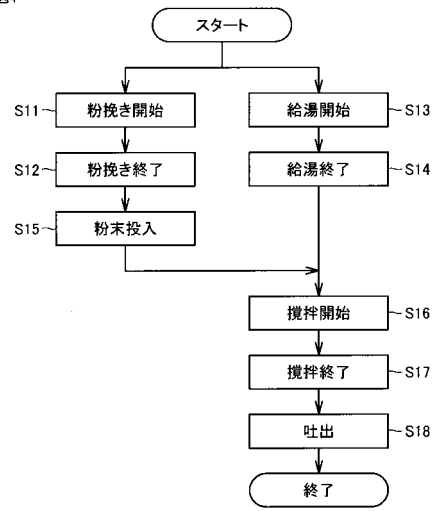 スタート
S11 粉挽き開始 給湯開始 S13
S12 粉挽き終了 給湯終了 S14
S15 粉末投入
攪拌開始 S16
攪拌終了 S17
吐出 S18
終了